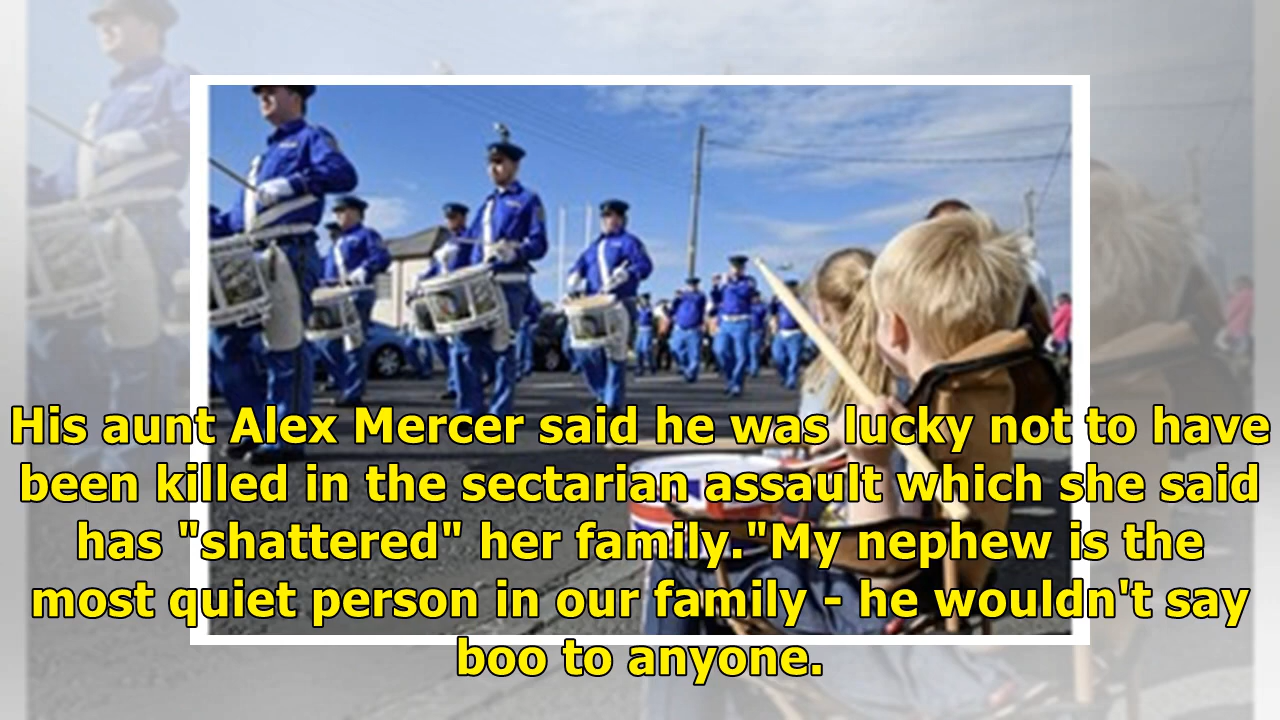 His aunt Alex Mercer said he was lucky not to have
been killed in the sectarian assault which she said
has "shattered" her family."My nephew is the
most quiet person in our family - he wouldn't say
boo to anyone.